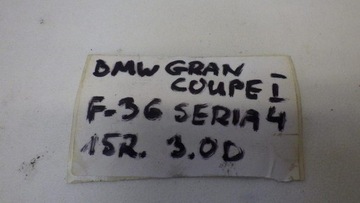 BMW GRAN
COUPE I
F-36 SERIA 4
15R. 3.0D